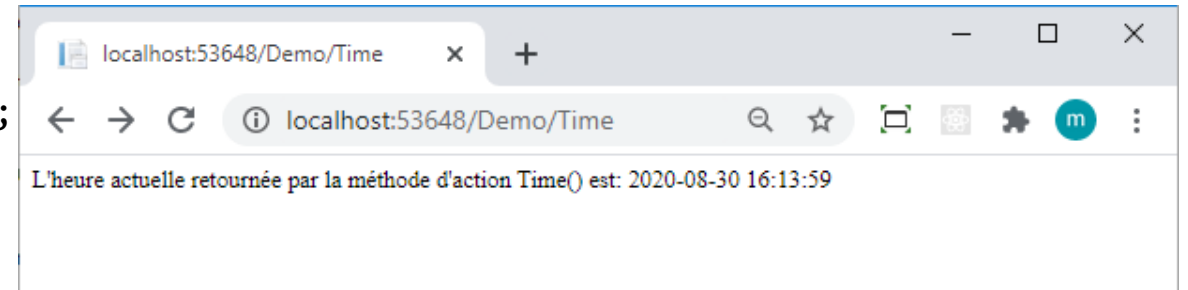 localhost:53648/Demo/Time
;
localhost:53648/Demo/Time
m
L'heure actuelle retournée par la méthode d'action Time() est: 2020-08-30 16:13:59